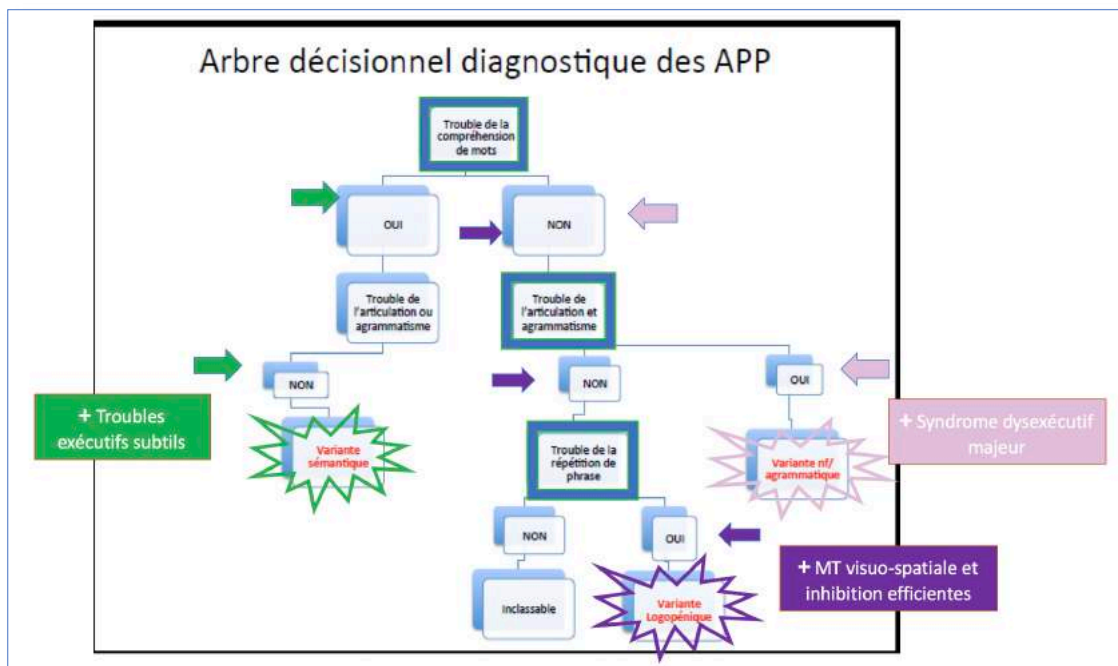 Arbre décisionnel diagnostique des APP
Trouble de la
compréhension
de mots
OUI
NON
Trouble de
l'articulation ou
agrammatisme
Trouble de
l'articulation et
agrammatisme
NON
NON
OUI
+ Troubles
exécutifs subtils
Variante
sémantique
Trouble de la
répétition de
phrase
Variante nf/
agrammatique
+ Syndrome dysexécutif
majeur
NON
OUI
+ MT visuo-spatiale et
inhibition efficientes
Inclassable
Variante
Logopénique